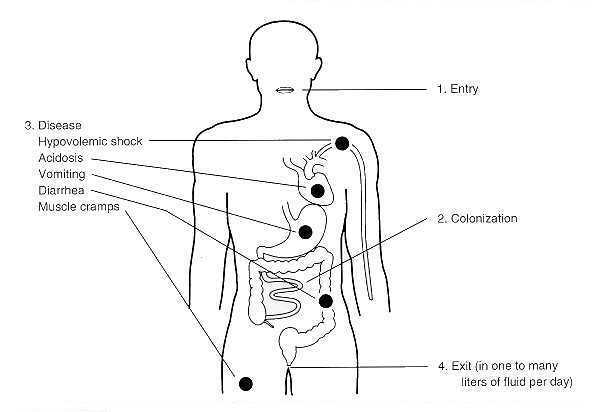 1. Entry
3. Disease
Hypovolemic shock
Acidosis
Vomiting
Diarrhea
Muscle cramps
2. Colonization
4. Exit (in one to many
liters of fluid per day)